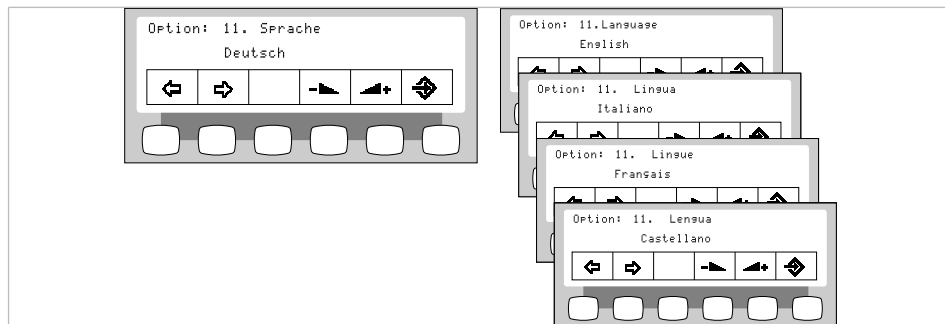 Option: 11. Sprache
Deutsch
Option: 11.Language
English
Option: 11. Lingua
Italiano
Option: 11. Lingue
Français
Option: 11. Lengua
Castellano